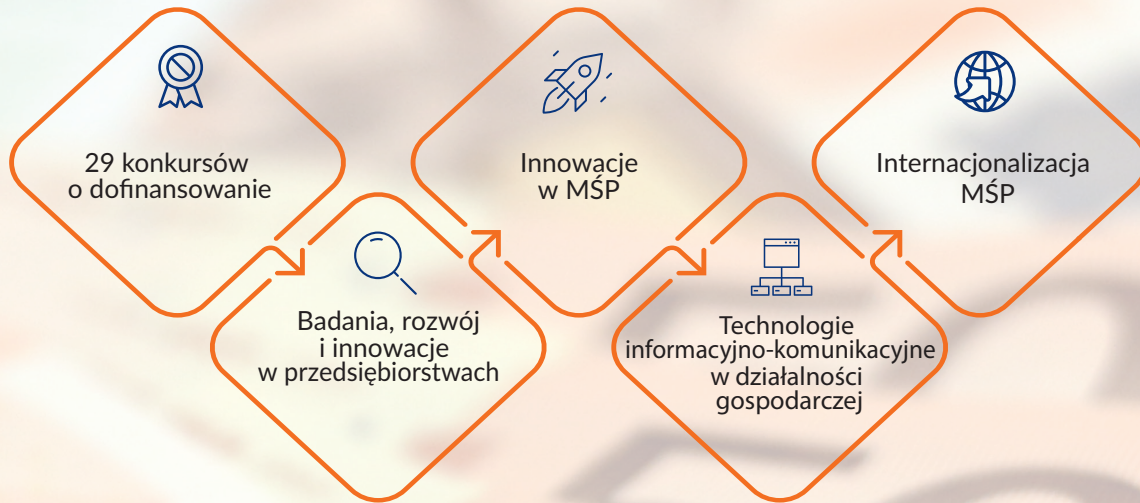 29 konkursów
o dofinansowanie
Badania, rozwój
i innowacje
w przedsiębiorstwach
Innowacje
w MŚP
Technologie
informacyjno-komunikacyjne
w działalności
gospodarczej
Internacjonalizacja
MŚP